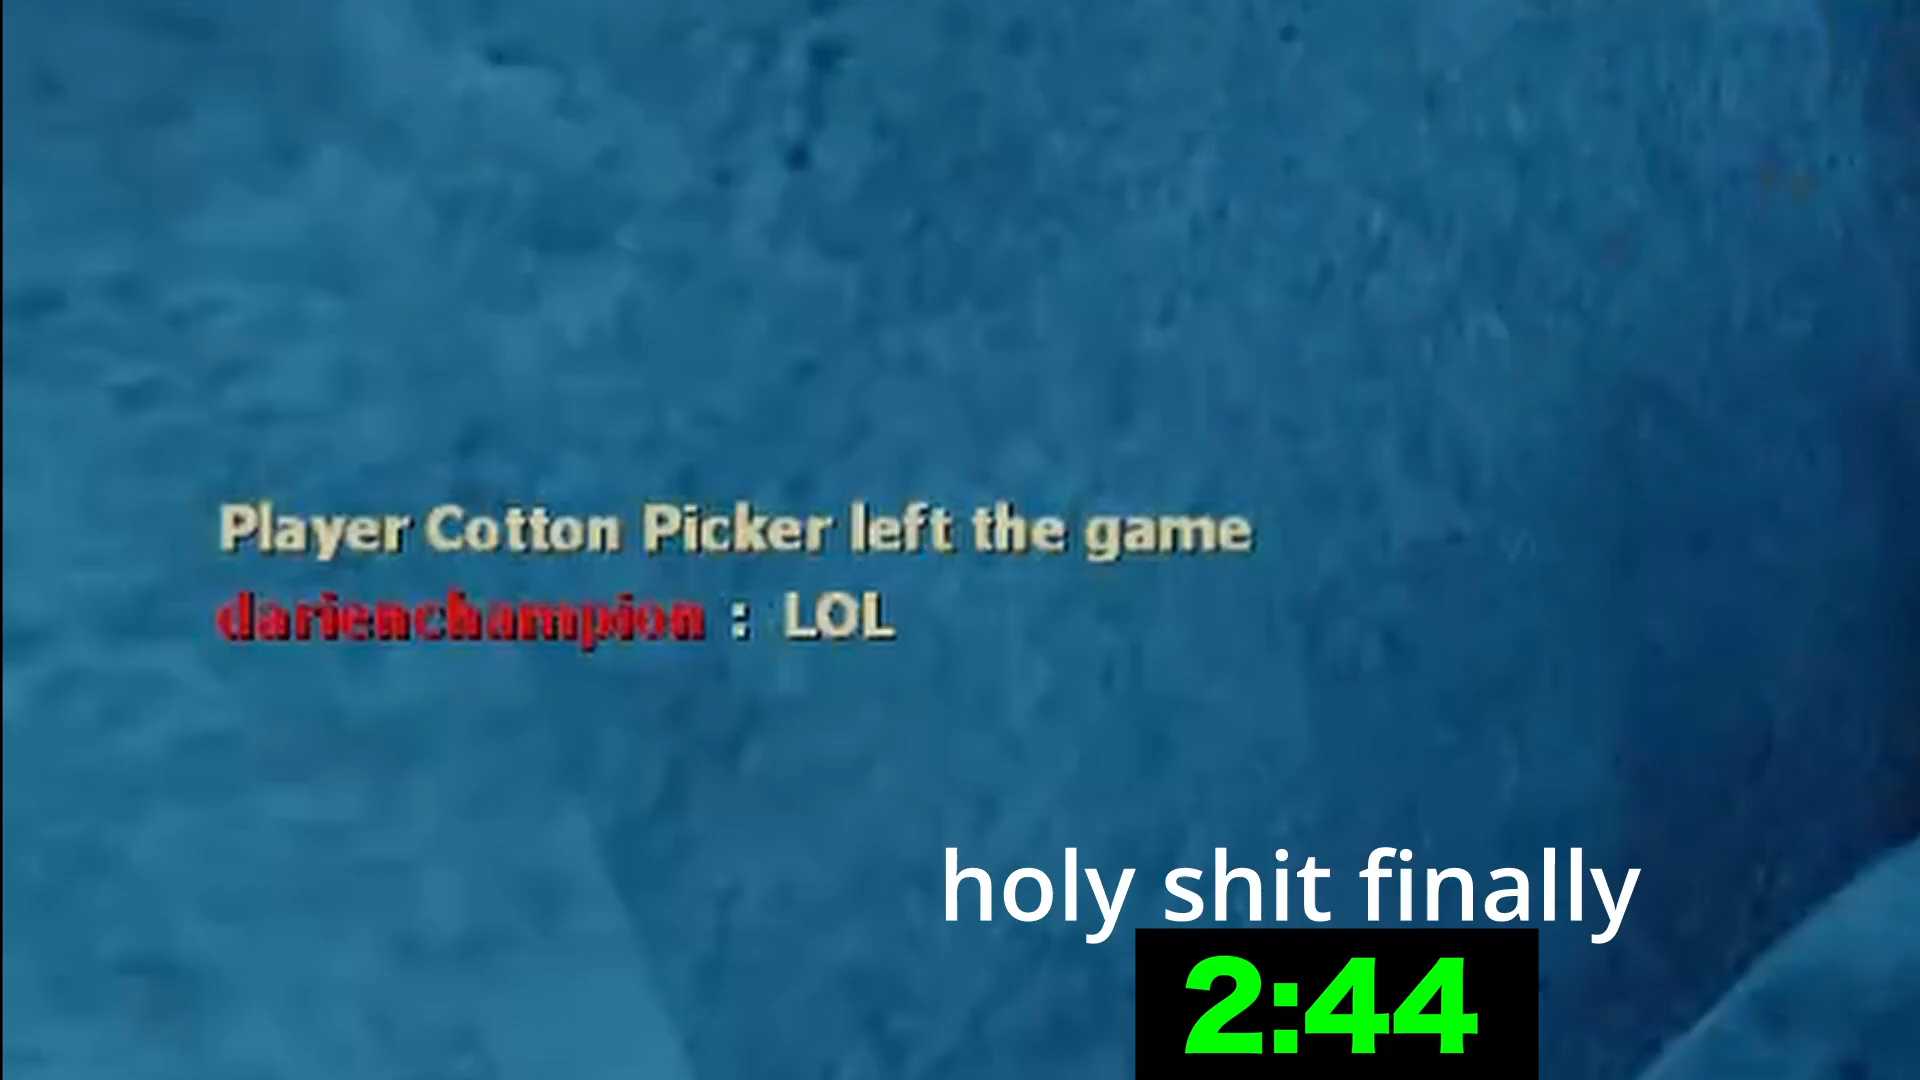 Player Cotton Picker left the game
darienchampion : LOL
holy shit finally
2:44